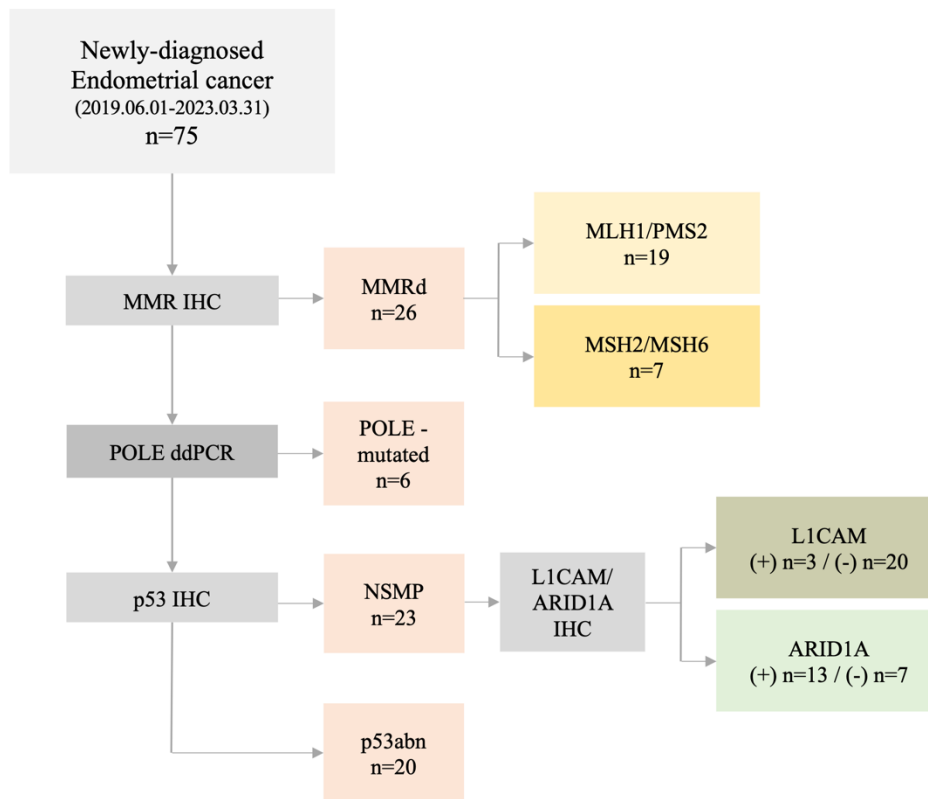 Newly-diagnosed
Endometrial cancer
(2019.06.01-2023.03.31)
n=75
MMR IHC
MMRd
n=26
MLH1/PMS2
n=19
MSH2/MSH6
n=7
POLE ddPCR
POLE -
mutated
n=6
p53 IHC
NSMP
n=23
L1CAM/
ARID1A
IHC
L1CAM
(+) n=3 / (-) n=20
ARID1A
(+) n=13 / (-) n=7
p53abn
n=20